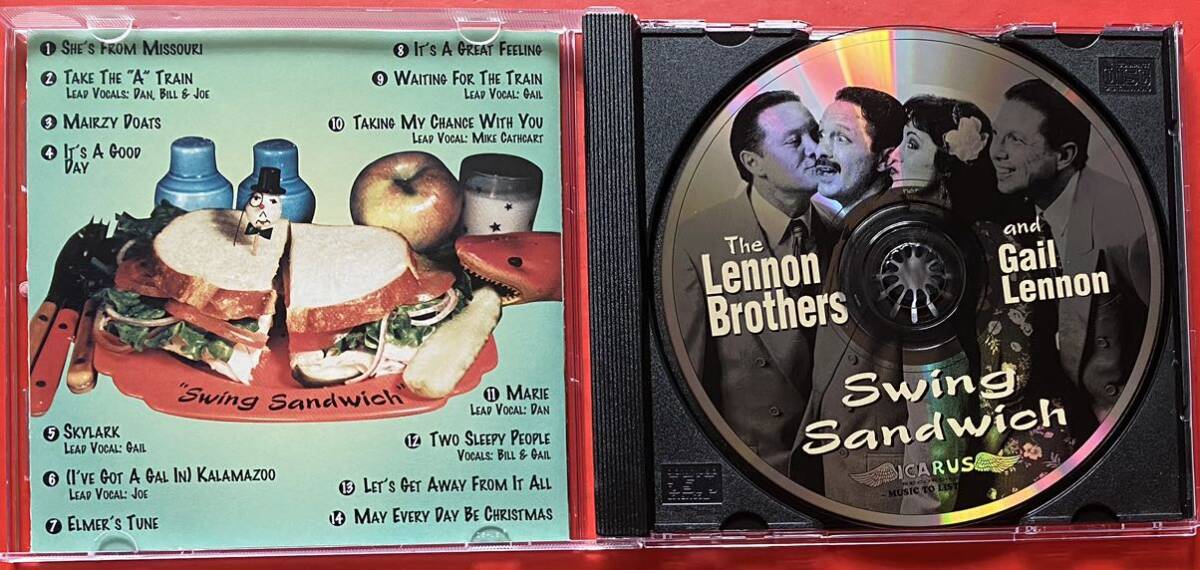 1 She's From Missouri
2 Take The "A" Train
Lead Vocals: Dan, Bill & Joe
3 Mairzy Doats
4 It's A Good
Day
8 It's A Great Feeling
9 Waiting For The Train
Lead Vocal: Gail
10 Taking My Chance With You
Lead Vocal: Mike Cathcart
"Swing Sandwich"
5 Skylark
Lead Vocal: Gail
6 (I've Got A Gal In) Kalamazoo
Lead Vocal: Joe
7 Elmer's Tune
11 Marie
Lead Vocal: Dan
12 Two Sleepy People
Vocals: Bill & Gail
13 Let's Get Away From It All
14 May Every Day Be Christmas
The
Lennon
Brothers
and
Gail
Lennon
Swing
Sandwich
ICARUS
- MUSIC TO LIST